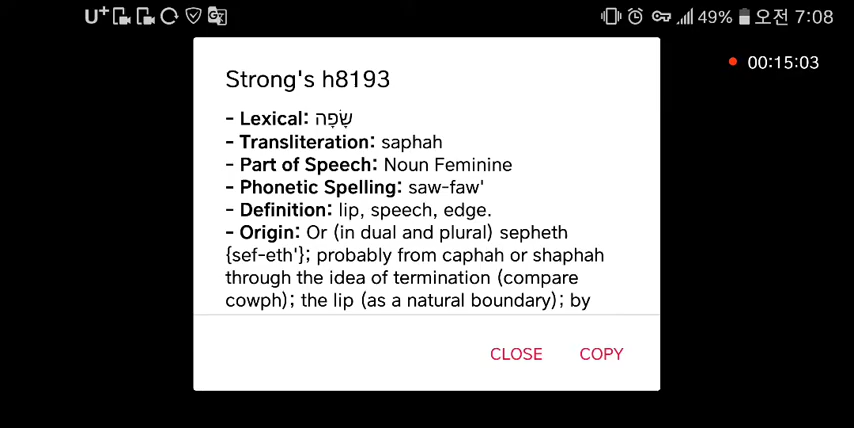 U+ 49% 오전 7:08
00:15:03
Strong's h8193
- Lexical: שָׂפָה
- Transliteration: saphah
- Part of Speech: Noun Feminine
- Phonetic Spelling: saw-faw'
- Definition: lip, speech, edge.
- Origin: Or (in dual and plural) sepheth
{sef-eth'}; probably from caphah or shaphah
through the idea of termination (compare
cowph); the lip (as a natural boundary); by
CLOSE COPY